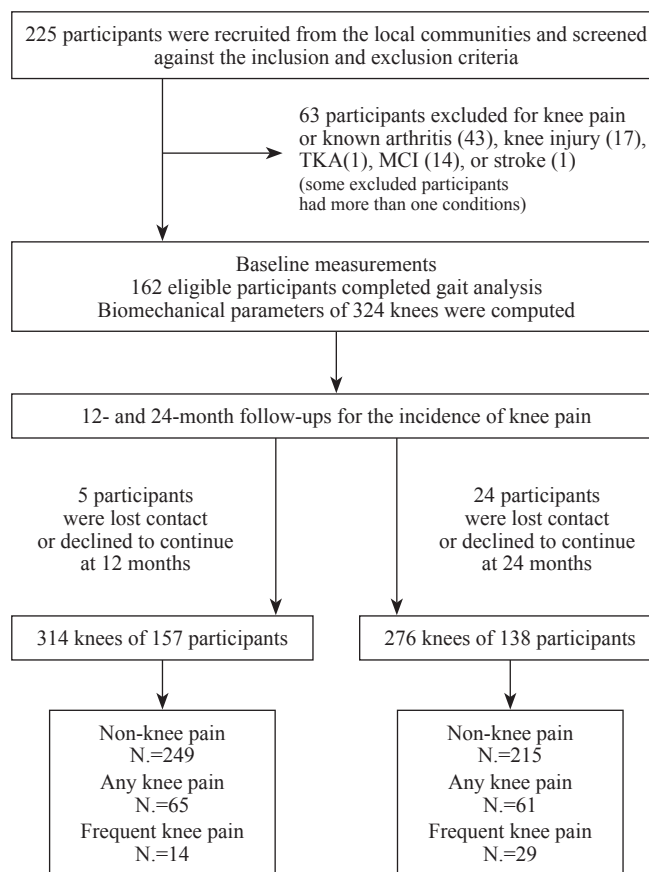 225 participants were recruited from the local communities and screened
against the inclusion and exclusion criteria
63 participants excluded for knee pain
or known arthritis (43), knee injury (17),
TKA(1), MCI (14), or stroke (1)
(some excluded participants
had more than one conditions)
Baseline measurements
162 eligible participants completed gait analysis
Biomechanical parameters of 324 knees were computed
12- and 24-month follow-ups for the incidence of knee pain
5 participants
were lost contact
or declined to continue
at 12 months
24 participants
were lost contact
or declined to continue
at 24 months
314 knees of 157 participants
276 knees of 138 participants
Non-knee pain
N.=249
Any knee pain
N.=65
Frequent knee pain
N.=14
Non-knee pain
N.=215
Any knee pain
N.=61
Frequent knee pain
N.=29